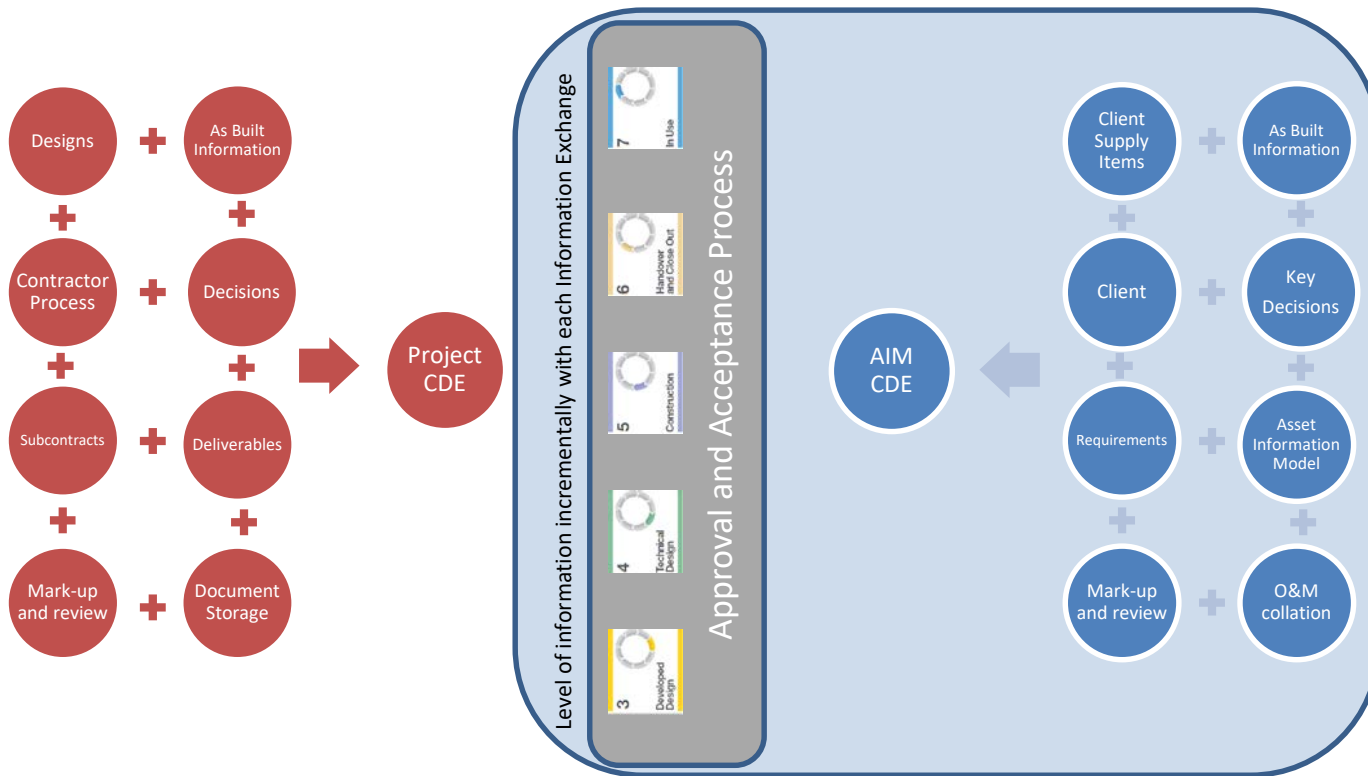 Designs
As Built
Information
Contractor
Process
Decisions
Subcontracts
Deliverables
Mark-up
and review
Document
Storage
Project
CDE
Level of information incrementally with each Information Exchange
7
In Use
6
Handover
and Close Out
5
Construction
4
Technical
Design
3
Developed
Design
Approval and Acceptance Process
AIM
CDE
Client
Supply
Items
As Built
Information
Client
Key
Decisions
Requirements
Asset
Information
Model
Mark-up
and review
O&M
collation